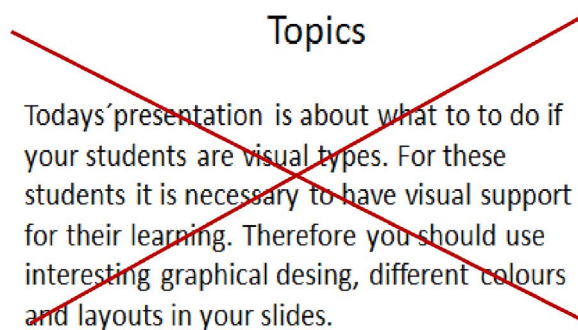 Topics
Todays´presentation is about what to to do if
your students are visual types. For these
students it is necessary to have visual support
for their learning. Therefore you should use
interesting graphical desing, different colours
and layouts in your slides.